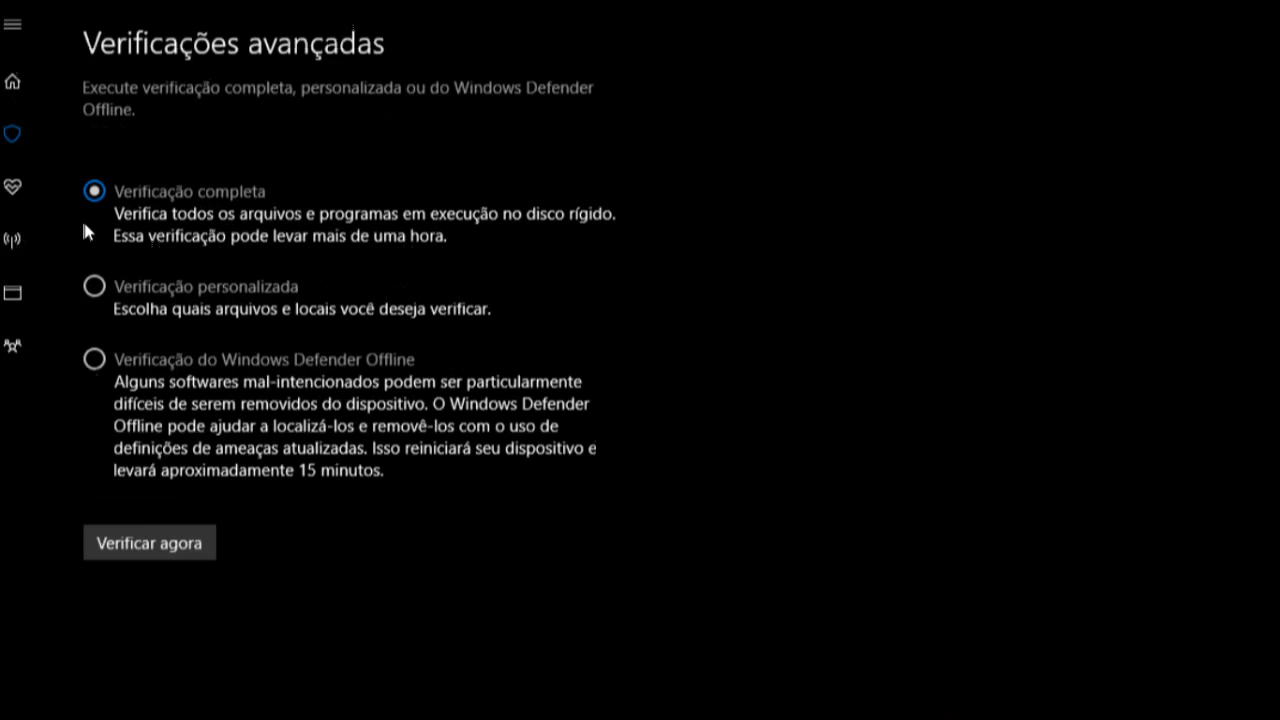 Verificações avançadas
Execute verificação completa, personalizada ou do Windows Defender
Offline.
Verificação completa
Verifica todos os arquivos e programas em execução no disco rígido.
Essa verificação pode levar mais de uma hora.
Verificação personalizada
Escolha quais arquivos e locais você deseja verificar.
Verificação do Windows Defender Offline
Alguns softwares mal-intencionados podem ser particularmente
difíceis de serem removidos do dispositivo. O Windows Defender
Offline pode ajudar a localizá-los e removê-los com o uso de
definições de ameaças atualizadas. Isso reiniciará seu dispositivo e
levará aproximadamente 15 minutos.
Verificar agora